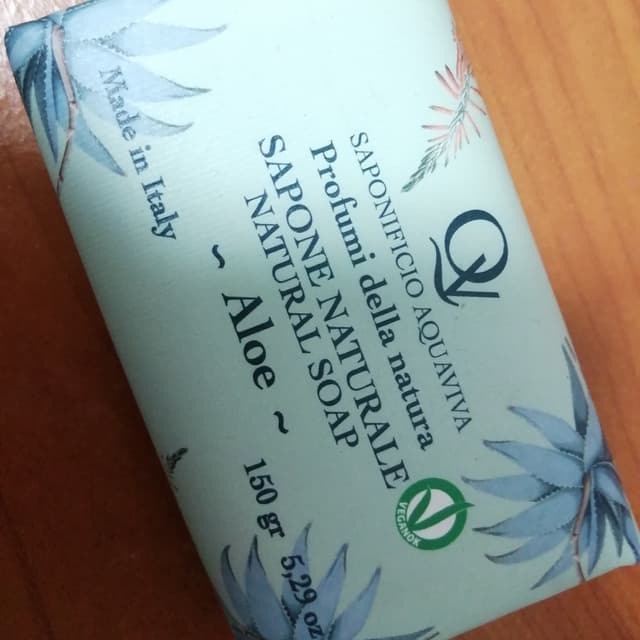 QV
SAPONIFICIO AQUAVIVA
Profumi della natura
SAPONE NATURALE
NATURAL SOAP
~ Aloe ~
Made in Italy
150 gr 5,29 oz
VEGANOK